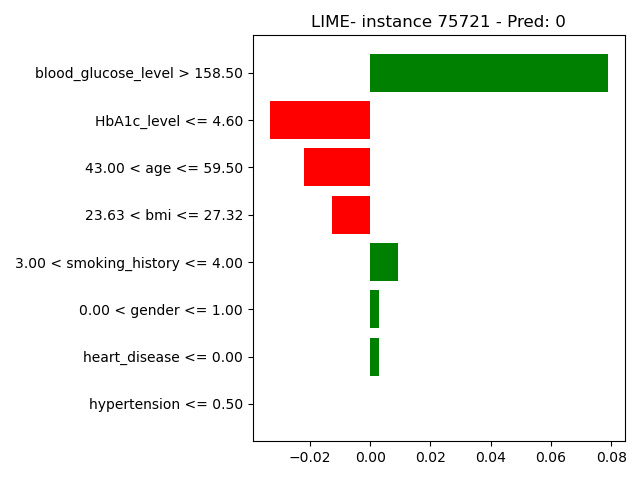 LIME- instance 75721 - Pred: 0
blood_glucose_level > 158.50
HbA1c_level <= 4.60
43.00 < age <= 59.50
23.63 < bmi <= 27.32
3.00 < smoking_history <= 4.00
0.00 < gender <= 1.00
heart_disease <= 0.00
hypertension <= 0.50
−0.02 0.00 0.02 0.04 0.06 0.08